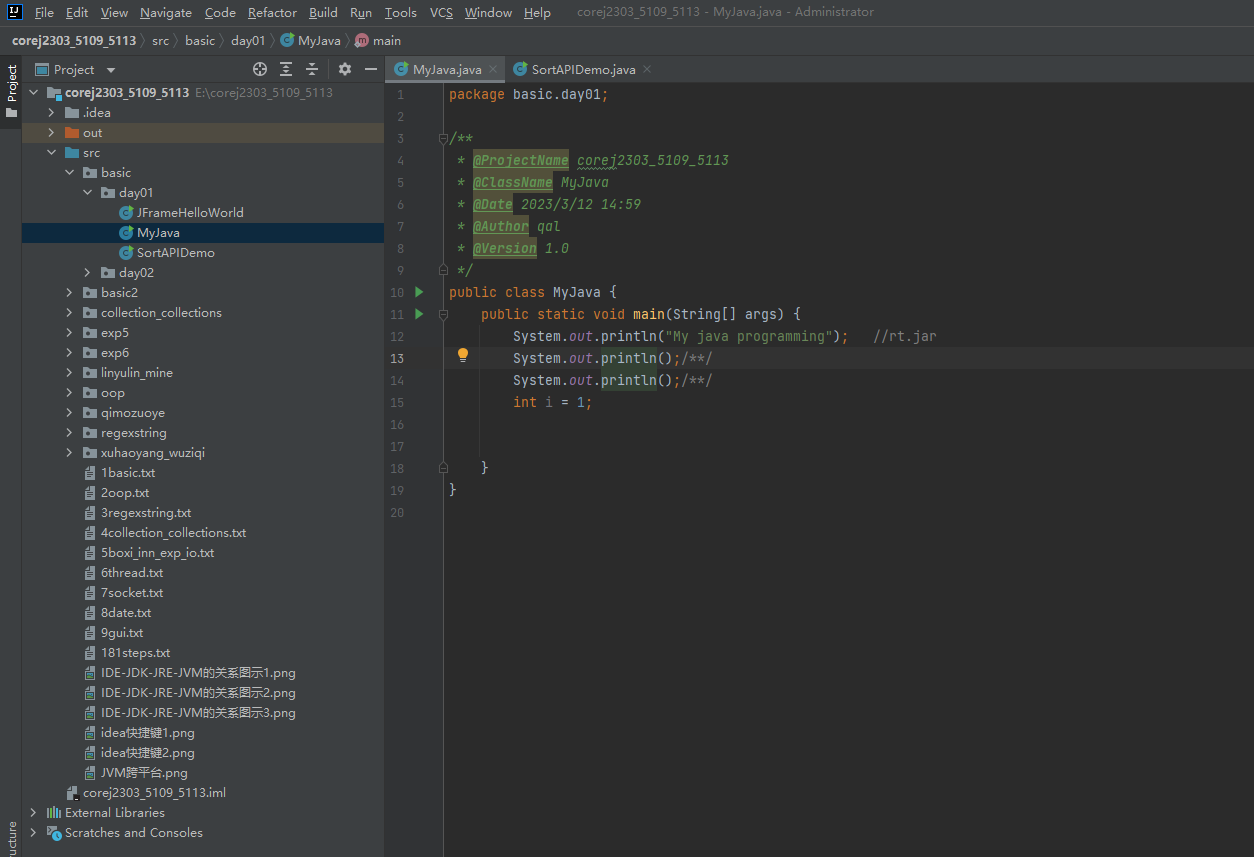 File Edit View Navigate Code Refactor Build Run Tools VCS Window Help corej2303_5109_5113 - MyJava.java - Administrator
corej2303_5109_5113 src basic day01 MyJava main
Project
Project
MyJava.java SortAPIDemo.java
corej2303_5109_5113 E:\corej2303_5109_5113
.idea
out
src
basic
day01
JFrameHelloWorld
MyJava
SortAPIDemo
day02
basic2
collection_collections
exp5
exp6
linyulin_mine
oop
qimozuoye
regexstring
xuhaoyang_wuziqi
1basic.txt
2oop.txt
3regexstring.txt
4collection_collections.txt
5boxi_inn_exp_io.txt
6thread.txt
7socket.txt
8date.txt
9gui.txt
181steps.txt
IDE-JDK-JRE-JVM的关系图示1.png
IDE-JDK-JRE-JVM的关系图示2.png
IDE-JDK-JRE-JVM的关系图示3.png
idea快捷键1.png
idea快捷键2.png
JVM跨平台.png
corej2303_5109_5113.iml
External Libraries
Scratches and Consoles
ucture
1 package basic.day01;
2
3 /**
4 * @ProjectName corej2303_5109_5113
5 * @ClassName MyJava
6 * @Date 2023/3/12 14:59
7 * @Author qal
8 * @Version 1.0
9 */
10 public class MyJava {
11 public static void main(String[] args) {
12 System.out.println("My java programming"); //rt.jar
13 System.out.println();/**/
14 System.out.println();/**/
15 int i = 1;
16
17
18 }
19 }
20